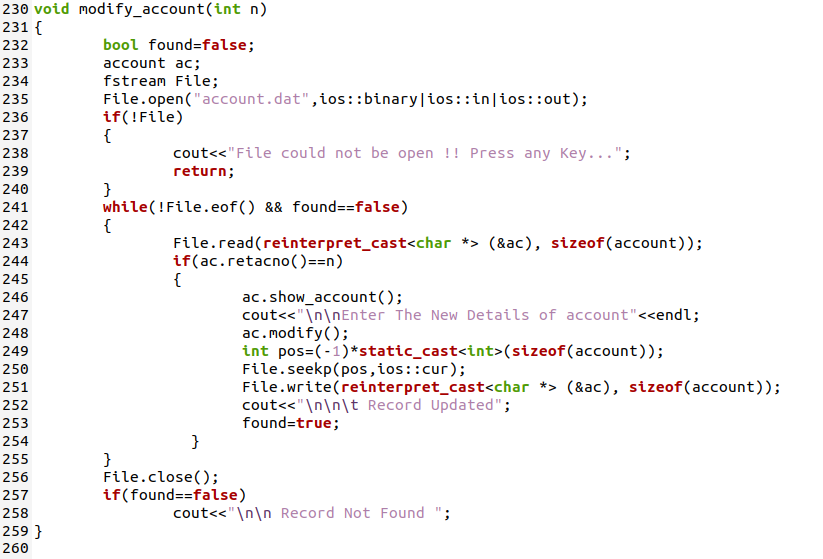 230 void modify_account(int n)
231 {
232         bool found=false;
233         account ac;
234         fstream File;
235         File.open("account.dat",ios::binary|ios::in|ios::out);
236         if(!File)
237         {
238                 cout<<"File could not be open !! Press any Key...";
239                 return;
240         }
241         while(!File.eof() && found==false)
242         {
243                 File.read(reinterpret_cast<char *> (&ac), sizeof(account));
244                 if(ac.retacno()==n)
245                 {
246                         ac.show_account();
247                         cout<<"\n\nEnter The New Details of account"<<endl;
248                         ac.modify();
249                         int pos=(-1)*static_cast<int>(sizeof(account));
250                         File.seekp(pos,ios::cur);
251                         File.write(reinterpret_cast<char *> (&ac), sizeof(account));
252                         cout<<"\n\n\t Record Updated";
253                         found=true;
254                   }
255         }
256         File.close();
257         if(found==false)
258                 cout<<"\n\n Record Not Found ";
259 }
260